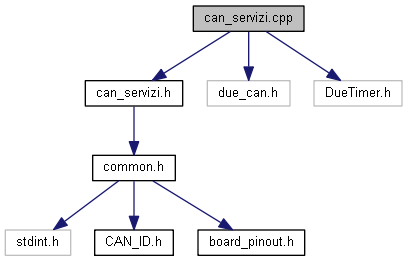 can_servizi.cpp
can_servizi.h
due_can.h
DueTimer.h
common.h
stdint.h
CAN_ID.h
board_pinout.h